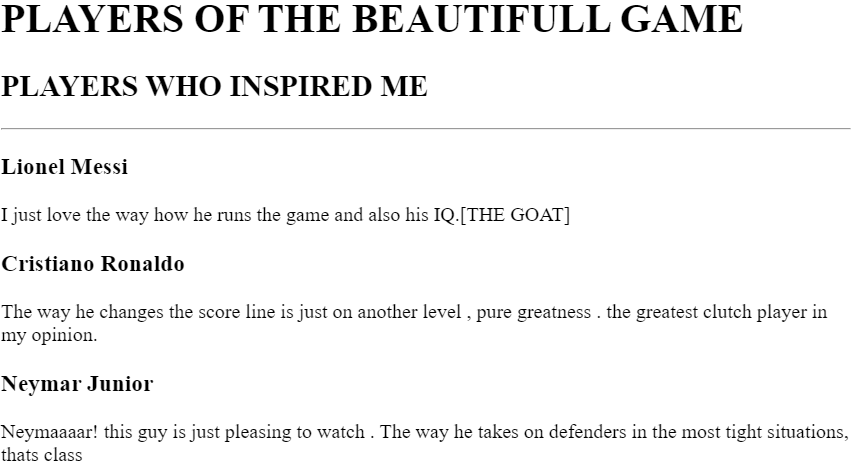 PLAYERS OF THE BEAUTIFULL GAME
PLAYERS WHO INSPIRED ME
Lionel Messi
I just love the way how he runs the game and also his IQ.[THE GOAT]
Cristiano Ronaldo
The way he changes the score line is just on another level , pure greatness . the greatest clutch player in
my opinion.
Neymar Junior
Neymaaaar! this guy is just pleasing to watch . The way he takes on defenders in the most tight situations,
thats class